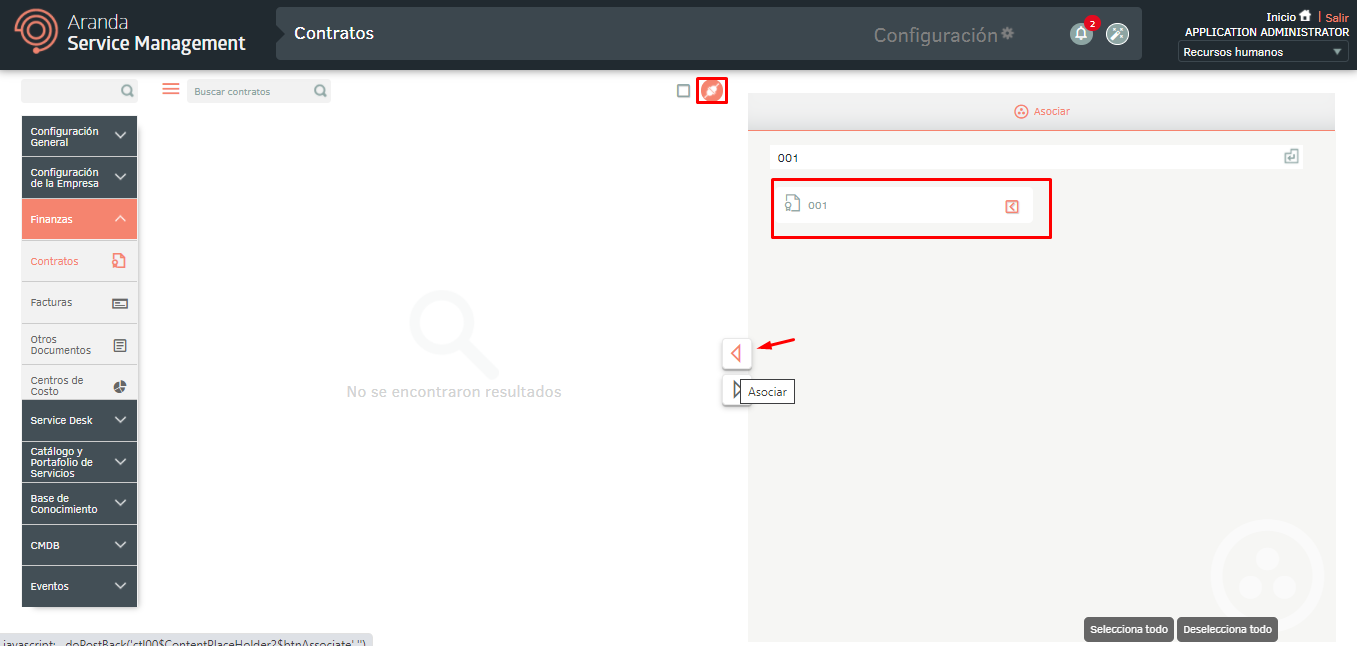 Aranda
Service Management
Contratos
Configuración
2
Inicio | Salir
APPLICATION ADMINISTRATOR
Recursos humanos
Buscar contratos
Asociar
001
001
Configuración
General
Configuración
de la Empresa
Finanzas
Contratos
Facturas
Otros
Documentos
Centros de
Costo
Service Desk
Catálogo y
Portafolio de
Servicios
Base de
Conocimiento
CMDB
Eventos
No se encontraron resultados
Asociar
Selecciona todo
Deselecciona todo
javascript:__doPostBack('ctl00$ContentPlaceHolder2$btnAssociate','')